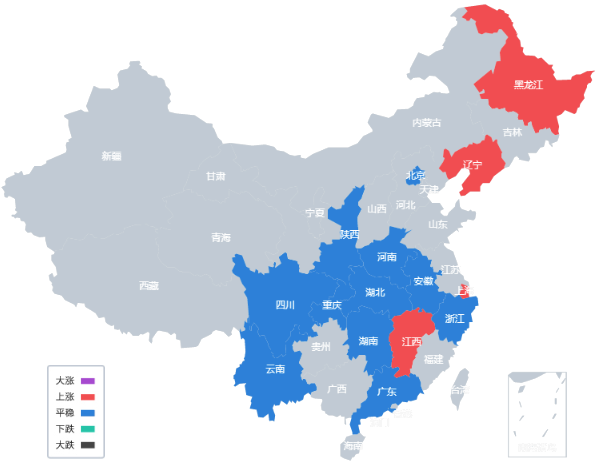 黑龙江
内蒙古
吉林
新疆
辽宁
北京
甘肃
天津
河北
山西
宁夏
山东
青海
陕西
河南
江苏
西藏
安徽
上海
四川
重庆
湖北
浙江
湖南
江西
贵州
福建
云南
广西
广东
台湾
海南
大涨
上涨
平稳
下跌
大跌